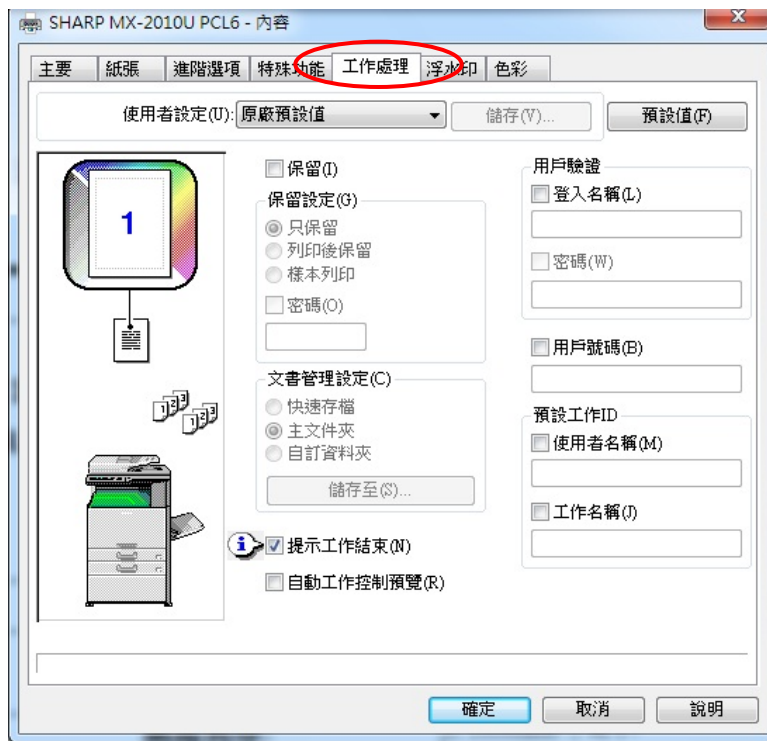 SHARP MX-2010U PCL6 - 內容
主要 紙張 進階選項 特殊功能 工作處理 浮水印 色彩
使用者設定(U): 原廠預設值 儲存(V)... 預設值(F)
1
保留(I)
保留設定(G)
只保留
列印後保留
樣本列印
密碼(O)
文書管理設定(C)
快速存檔
主文件夾
自訂資料夾
儲存至(S)...
提示工作結束(N)
自動工作控制預覽(R)
用戶驗證
登入名稱(L)
密碼(W)
用戶號碼(B)
預設工作ID
使用者名稱(M)
工作名稱(J)
1 2 3 1 2 3
確定 取消 說明